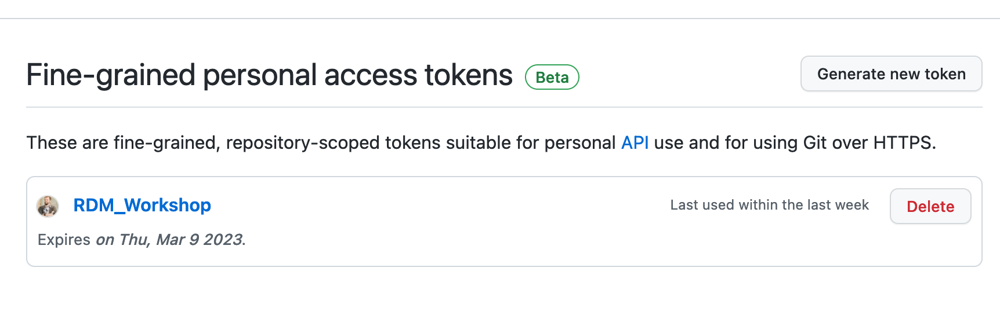 Fine-grained personal access tokens Beta Generate new token
These are fine-grained, repository-scoped tokens suitable for personal API use and for using Git over HTTPS.
RDM_Workshop Last used within the last week Delete
Expires on Thu, Mar 9 2023.